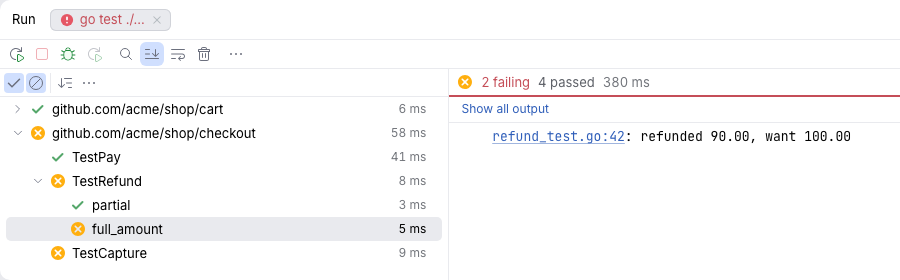 Run go test ./...
2 failing 4 passed 380 ms
github.com/acme/shop/cart 6 ms
github.com/acme/shop/checkout 58 ms
TestPay 41 ms
TestRefund 8 ms
partial 3 ms
full_amount 5 ms
TestCapture 9 ms
Show all output
refund_test.go:42: refunded 90.00, want 100.00